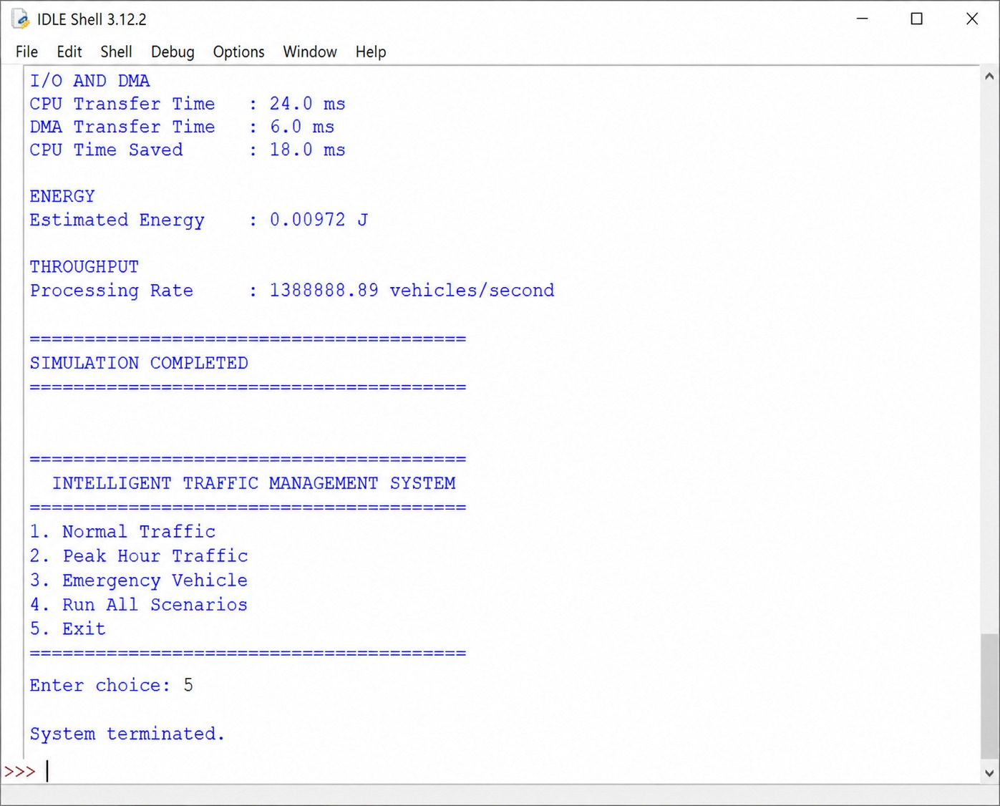 IDLE Shell 3.12.2
File Edit Shell Debug Options Window Help
I/O AND DMA
CPU Transfer Time   : 24.0 ms
DMA Transfer Time   : 6.0 ms
CPU Time Saved      : 18.0 ms
ENERGY
Estimated Energy    : 0.00972 J
THROUGHPUT
Processing Rate     : 1388888.89 vehicles/second
========================================
SIMULATION COMPLETED
========================================
========================================
  INTELLIGENT TRAFFIC MANAGEMENT SYSTEM
========================================
1. Normal Traffic
2. Peak Hour Traffic
3. Emergency Vehicle
4. Run All Scenarios
5. Exit
========================================
Enter choice: 5
System terminated.
>>>